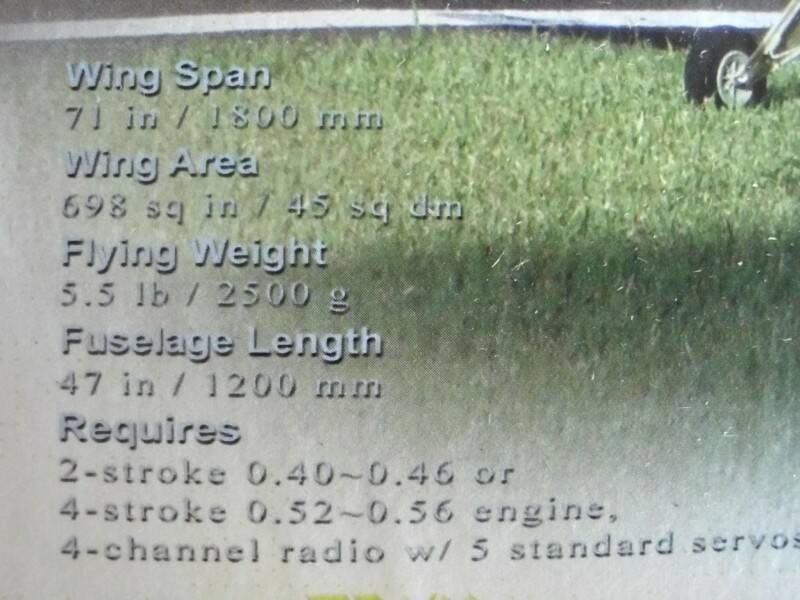 Wing Span
71 in / 1800 mm
Wing Area
698 sq in / 45 sq dm
Flying Weight
5.5 lb / 2500 g
Fuselage Length
47 in / 1200 mm
Requires
2-stroke 0.40~0.46 or
4-stroke 0.52~0.56 engine,
4-channel radio w/ 5 standard servos